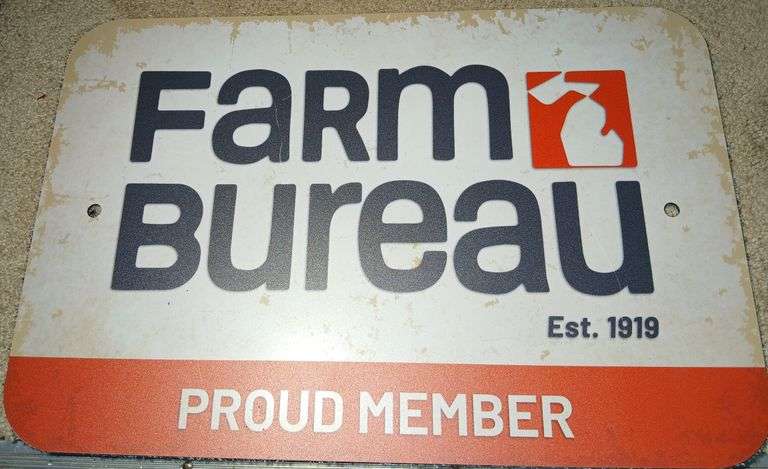 FaRm
Bureau
Est. 1919
PROUD MEMBER